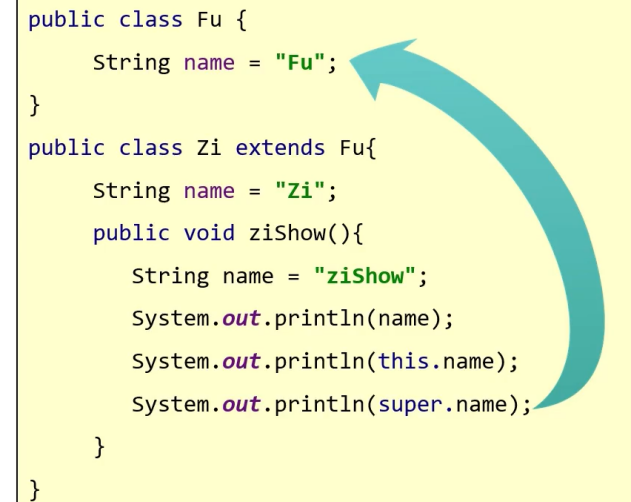 public class Fu {
String name = "Fu";
}
public class Zi extends Fu{
String name = "Zi";
public void ziShow(){
String name = "ziShow";
System.out.println(name);
System.out.println(this.name);
System.out.println(super.name);
}
}